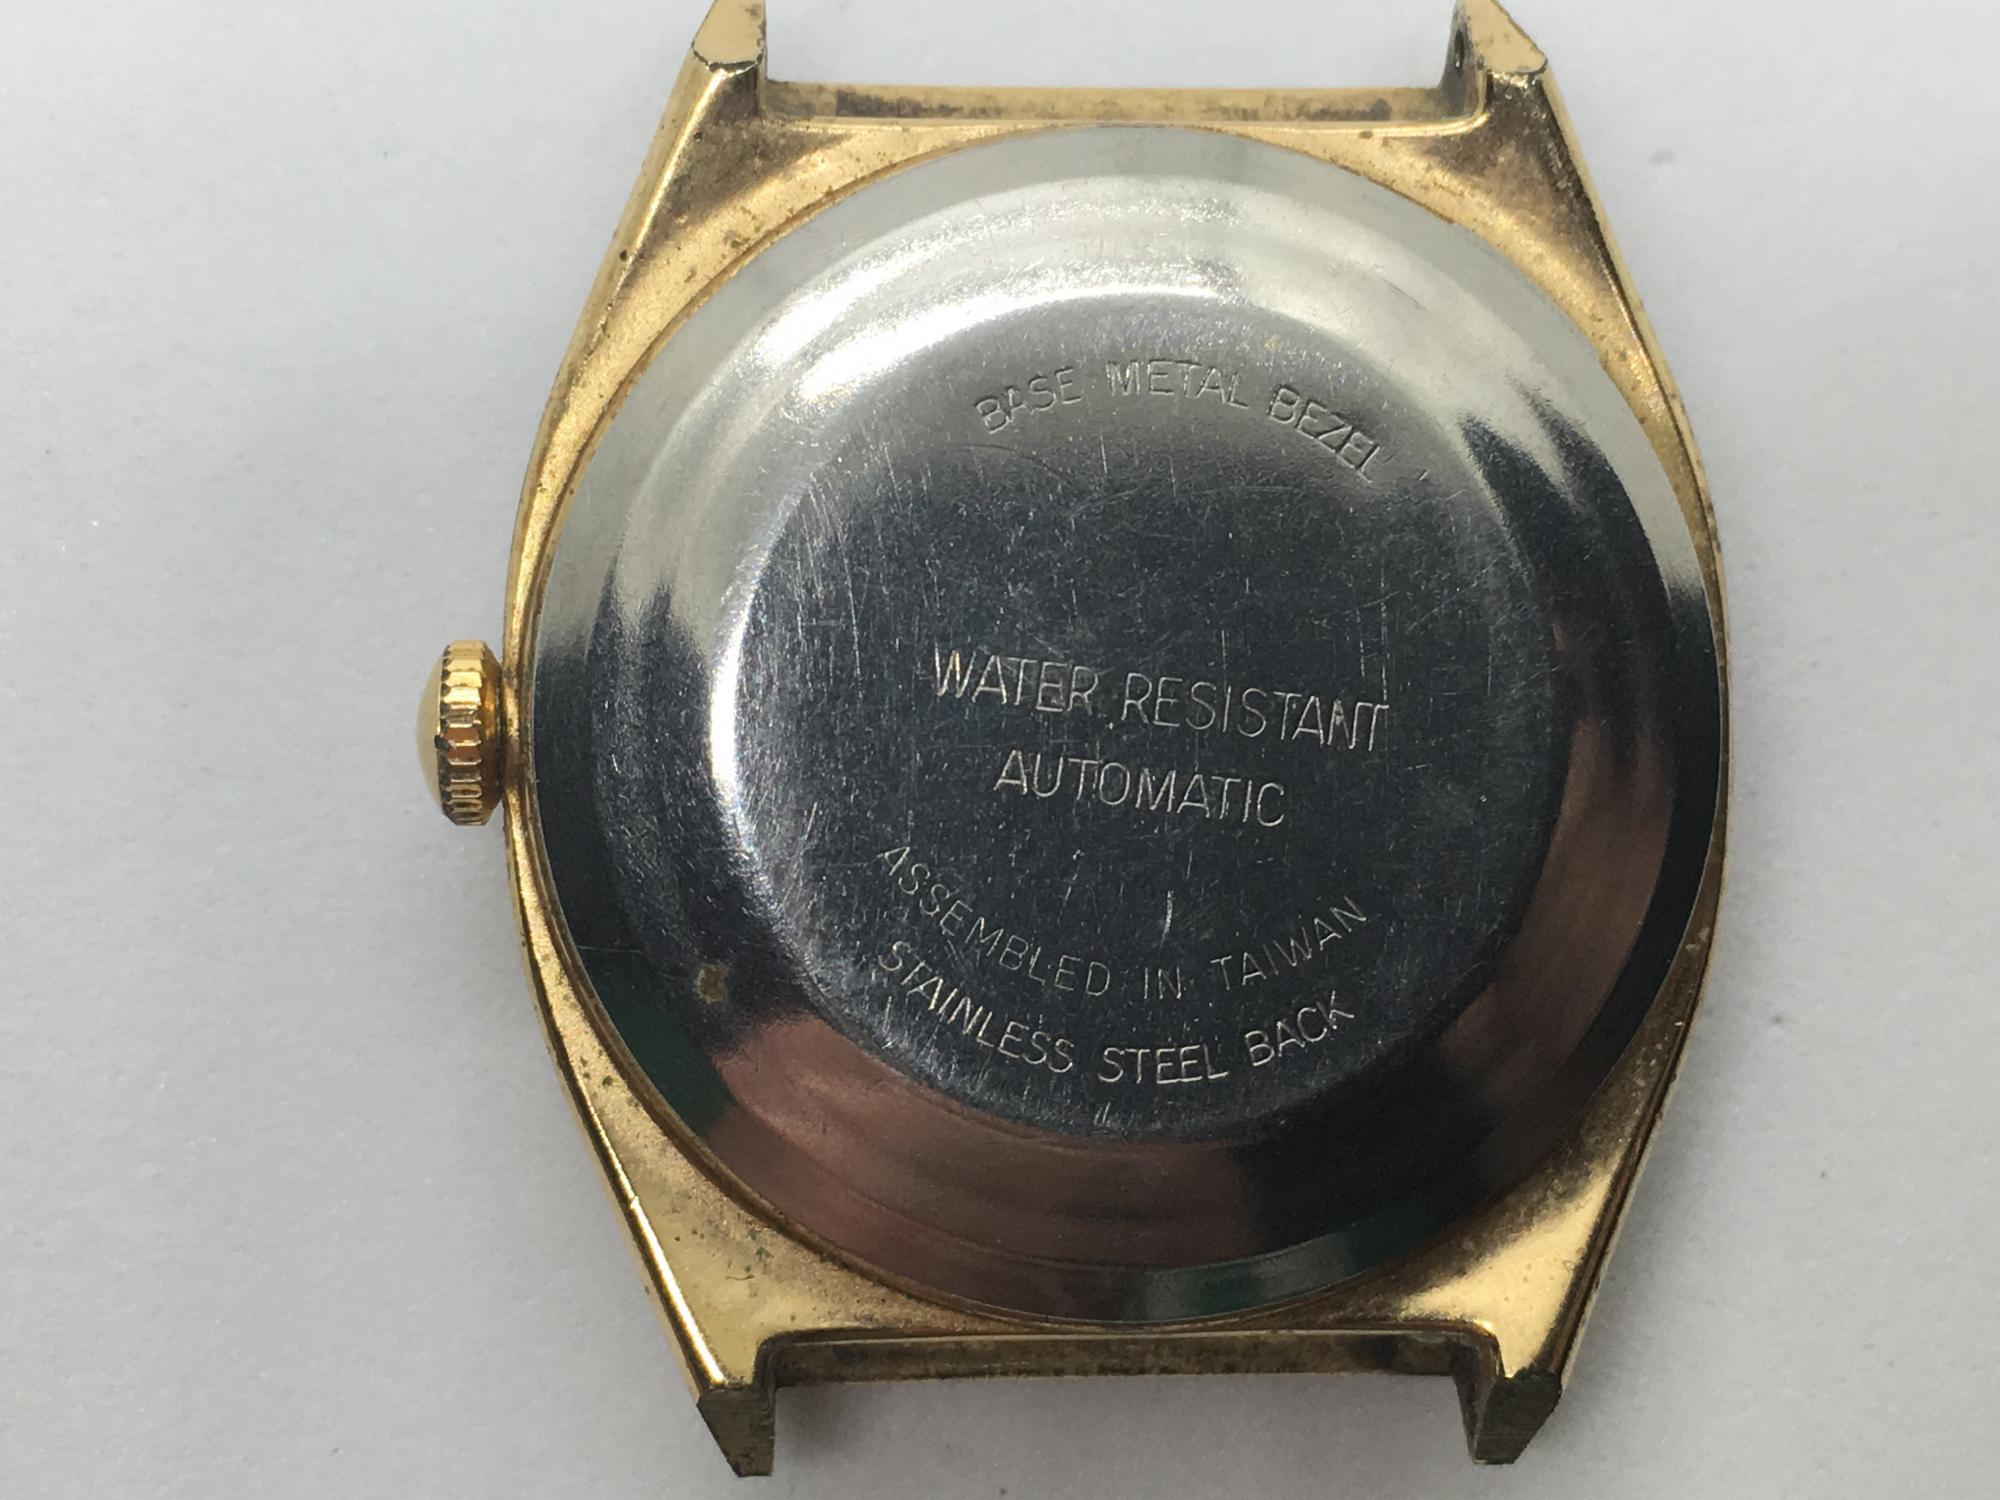 BASE METAL BEZEL
WATER RESISTANT
AUTOMATIC
ASSEMBLED IN TAIWAN
STAINLESS STEEL BACK